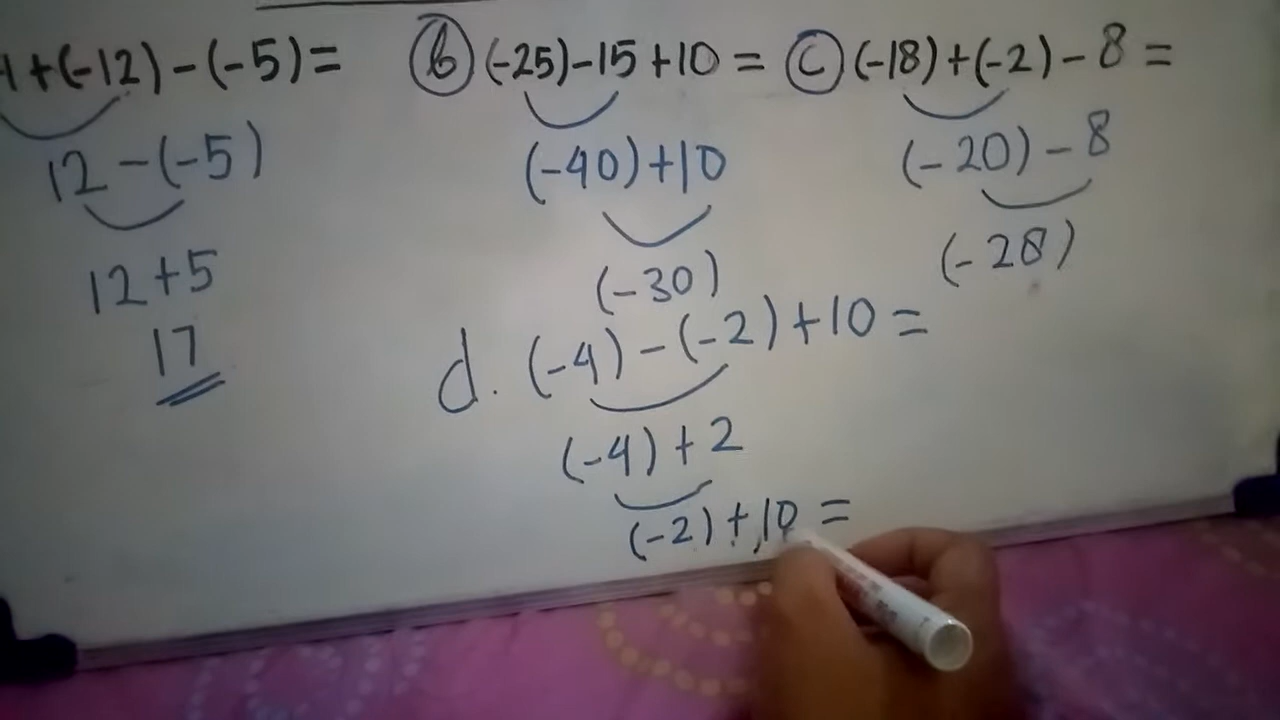 +(-12)-(-5)= b (-25)-15+10= c (-18)+(-2)-8=
12-(-5) (-40)+10 (-20)-8
12+5 (-30) (-28)
17 d. (-4)-(-2)+10=
(-4)+2
(-2)+10=